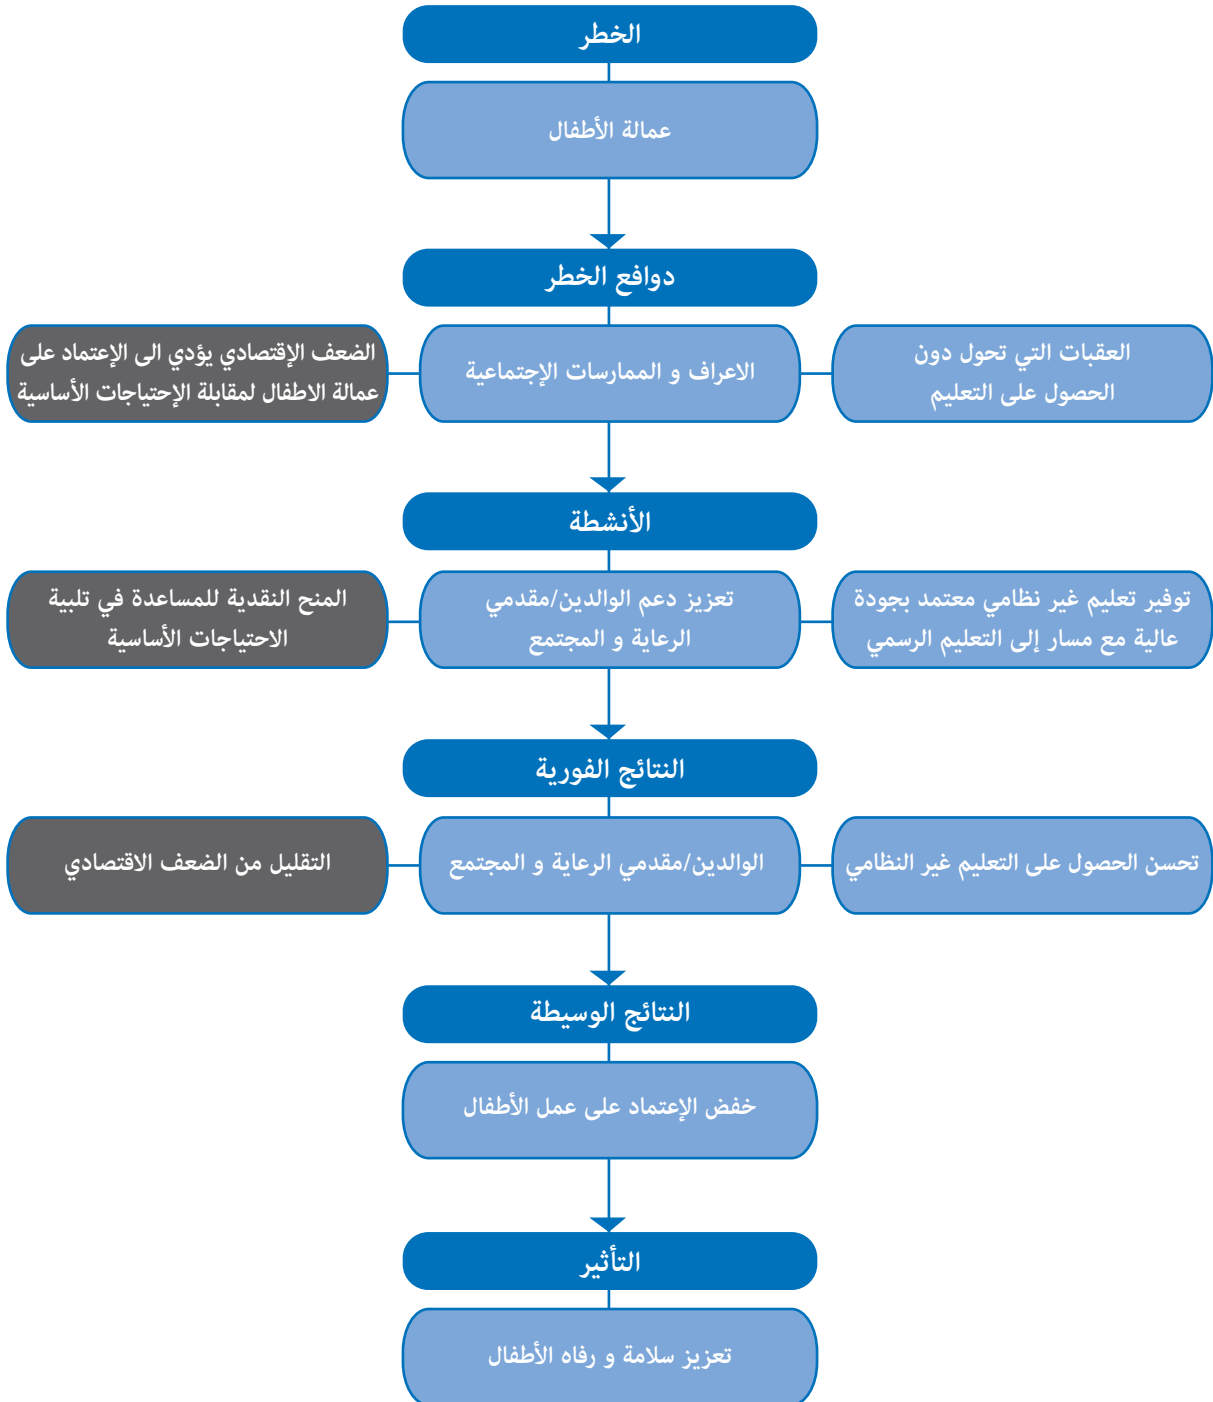 الخطر
عمالة الأطفال
دوافع الخطر
العقبات التي تحول دون
الحصول على التعليم
الاعراف و الممارسات الإجتماعية
الضعف الإقتصادي يؤدي الى الإعتماد على
عمالة الاطفال لمقابلة الإحتياجات الأساسية
الأنشطة
توفير تعليم غير نظامي معتمد بجودة
عالية مع مسار إلى التعليم الرسمي
تعزيز دعم الوالدين/مقدمي
الرعاية و المجتمع
المنح النقدية للمساعدة في تلبية
الاحتياجات الأساسية
النتائج الفورية
تحسن الحصول على التعليم غير النظامي
الوالدين/مقدمي الرعاية و المجتمع
التقليل من الضعف الاقتصادي
النتائج الوسيطة
خفض الإعتماد على عمل الأطفال
التأثير
تعزيز سلامة و رفاه الأطفال